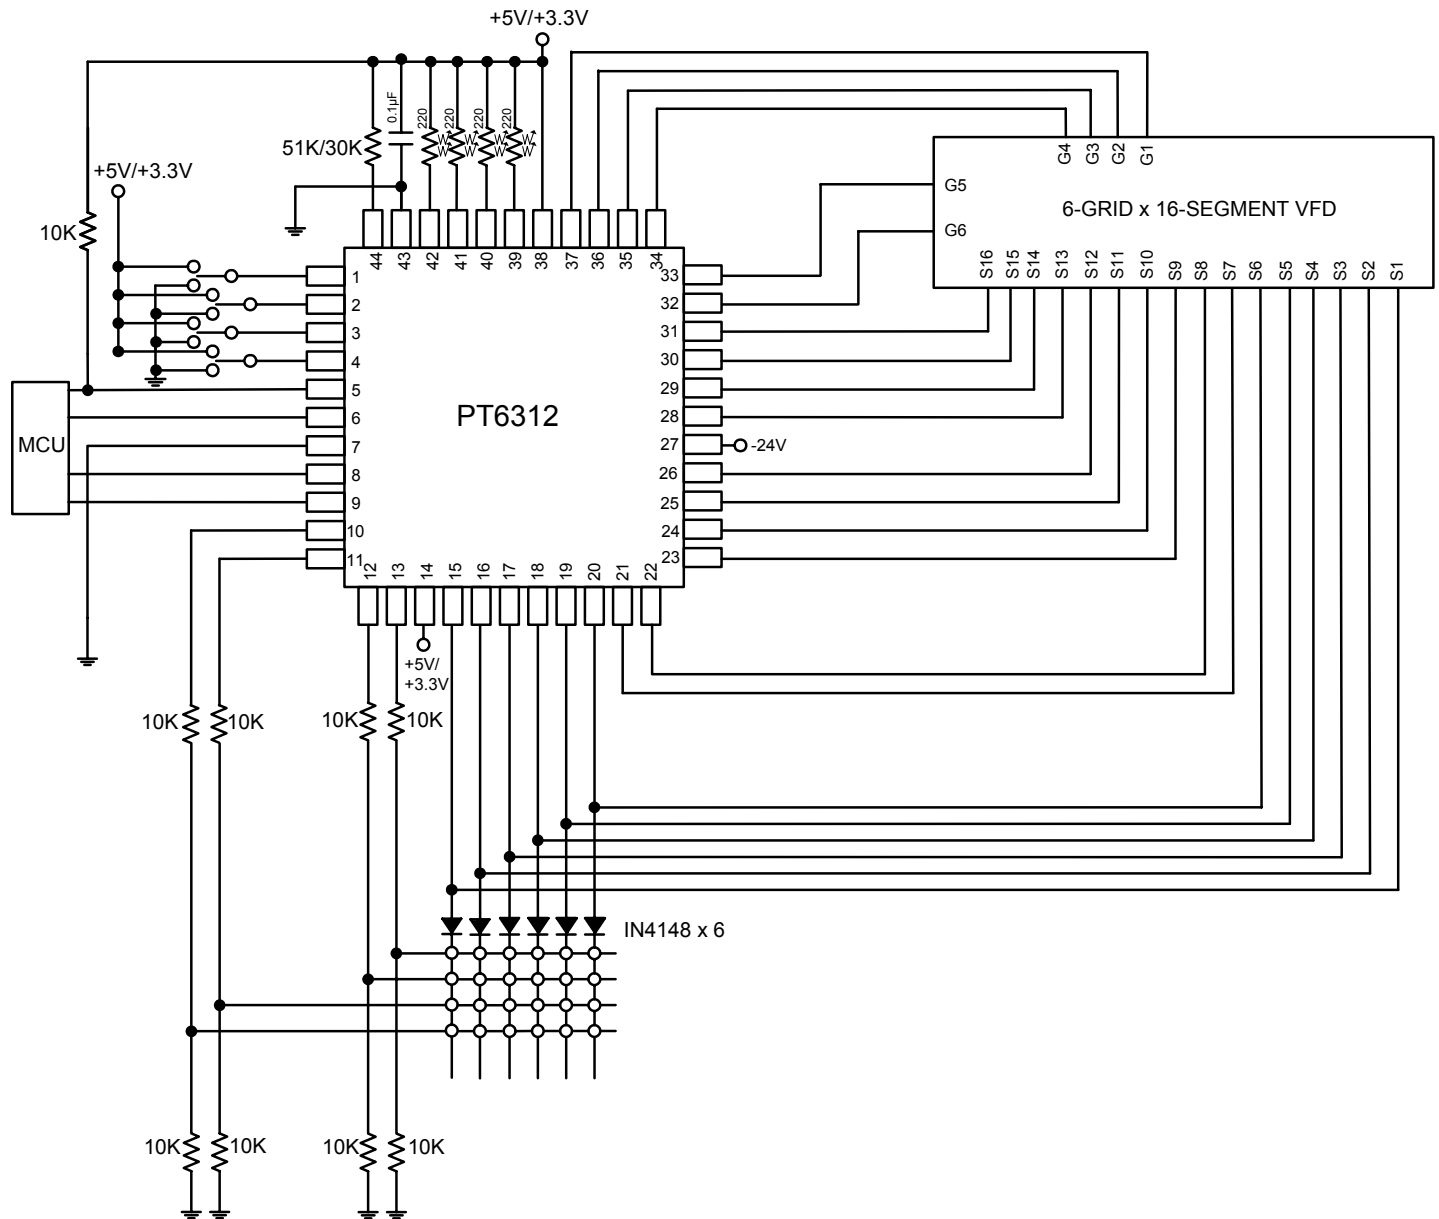 +5V/+3.3V
0.1µF
220
220
220
220
51K/30K
+5V/+3.3V
10K
G4
G3
G2
G1
G5
G6
6-GRID x 16-SEGMENT VFD
S16
S15
S14
S13
S12
S11
S10
S9
S8
S7
S6
S5
S4
S3
S2
S1
44
43
42
41
40
39
38
37
36
35
34
1
2
3
4
5
6
7
8
9
10
11
33
32
31
30
29
28
27
26
25
24
23
-24V
MCU
PT6312
12
13
14
15
16
17
18
19
20
21
22
+5V/
+3.3V
10K
10K
10K
10K
IN4148 x 6
10K
10K
10K
10K